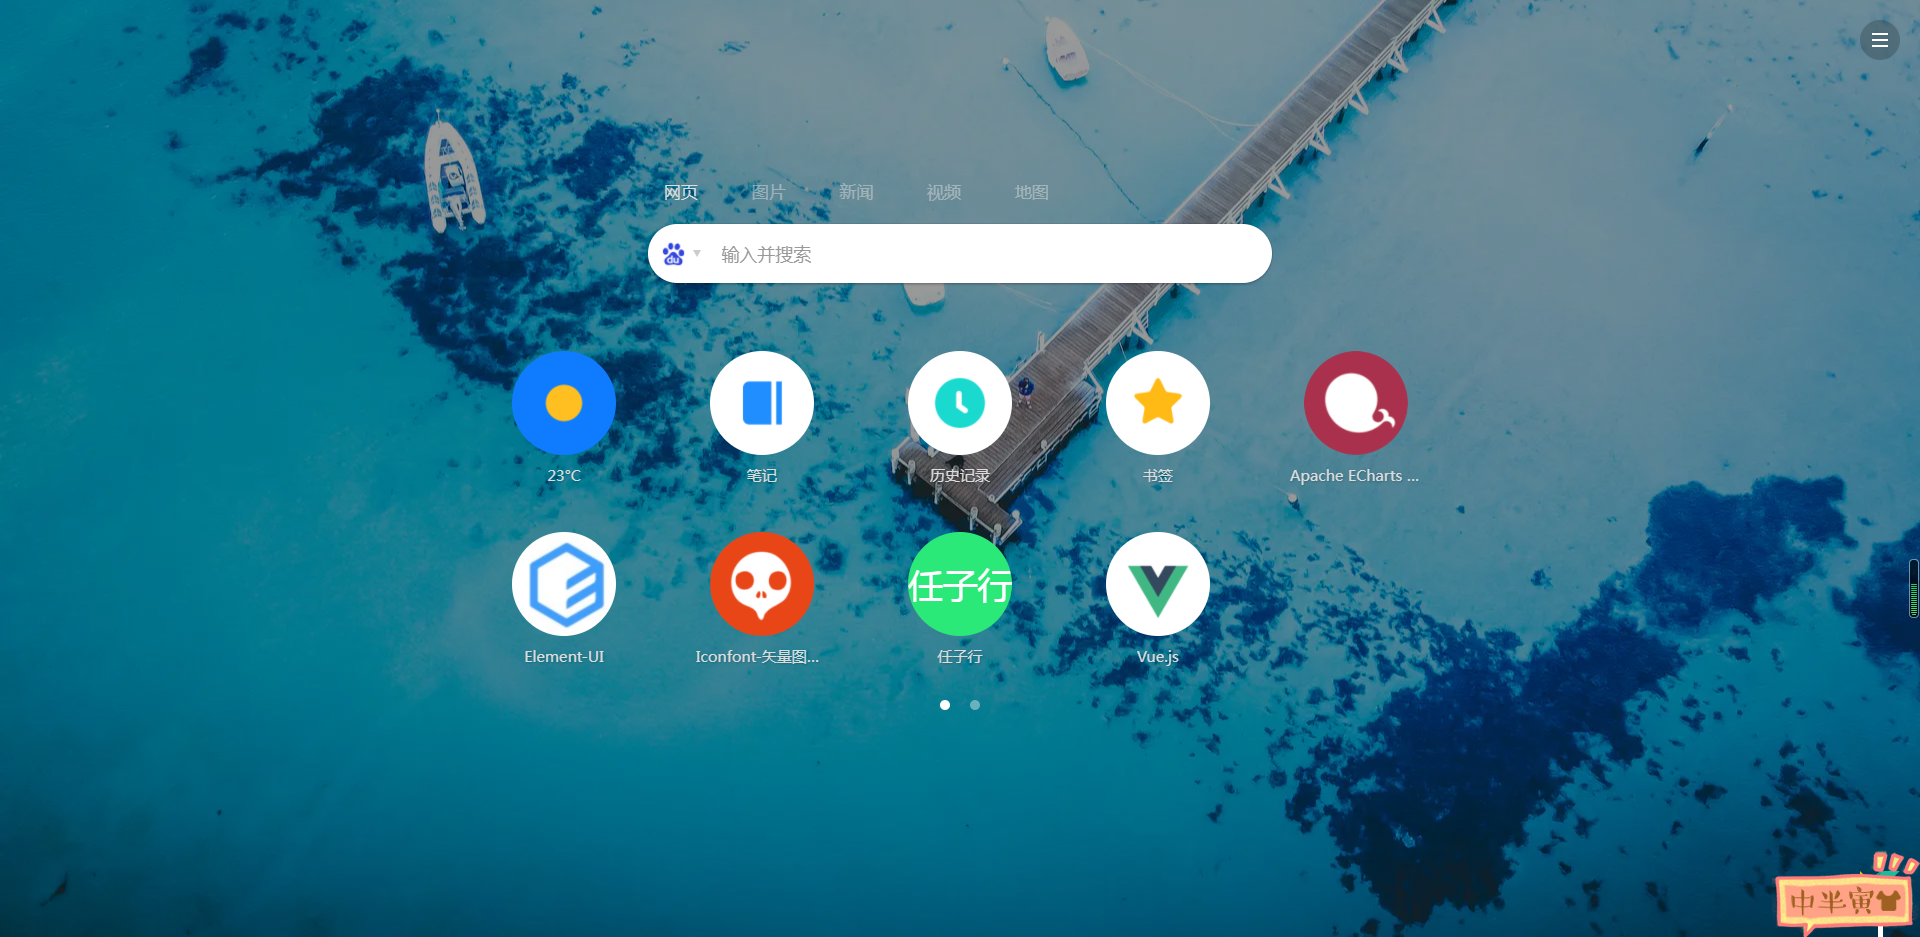 网页 图片 新闻 视频 地图
du 输入并搜索
23°C 笔记 历史记录 书签 Apache ECharts ...
任子行
Element-UI Iconfont-矢量图... 任子行 Vue.js
中半寅